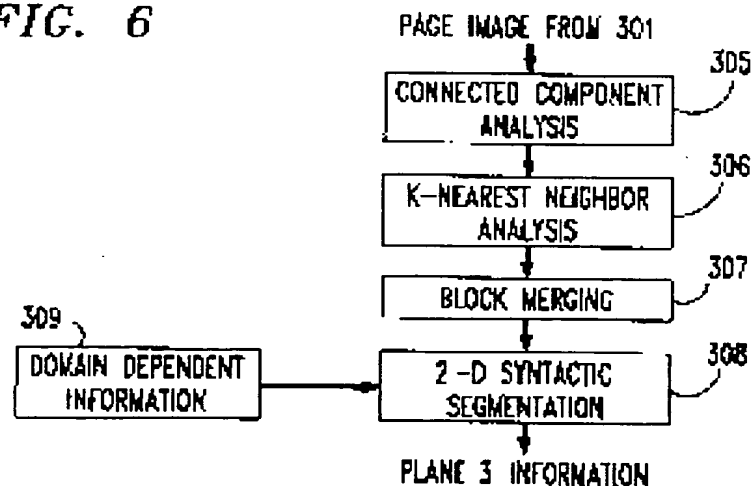 FIG. 6
PAGE IMAGE FROM 301
305
CONNECTED COMPONENT
ANALYSIS
306
K-NEAREST NEIGHBOR
ANALYSIS
307
BLOCK MERGING
309
DOMAIN DEPENDENT
INFORMATION
308
2-D SYNTACTIC
SEGMENTATION
PLANE 3 INFORMATION